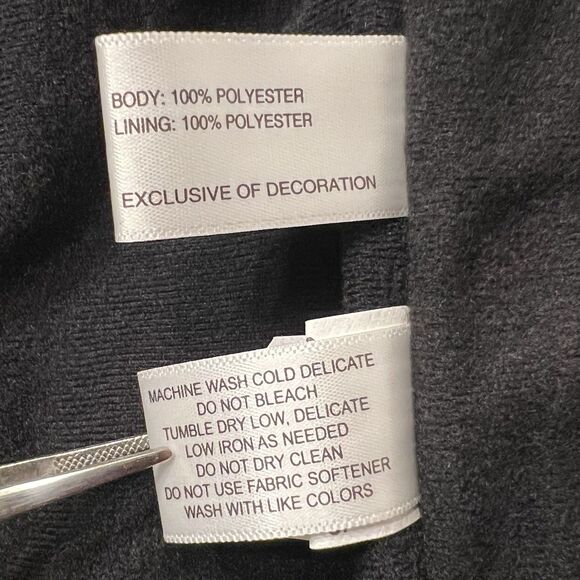 BODY: 100% POLYESTER
LINING: 100% POLYESTER
EXCLUSIVE OF DECORATION
MACHINE WASH COLD DELICATE
DO NOT BLEACH
TUMBLE DRY LOW, DELICATE
LOW IRON AS NEEDED
DO NOT DRY CLEAN
DO NOT USE FABRIC SOFTENER
WASH WITH LIKE COLORS